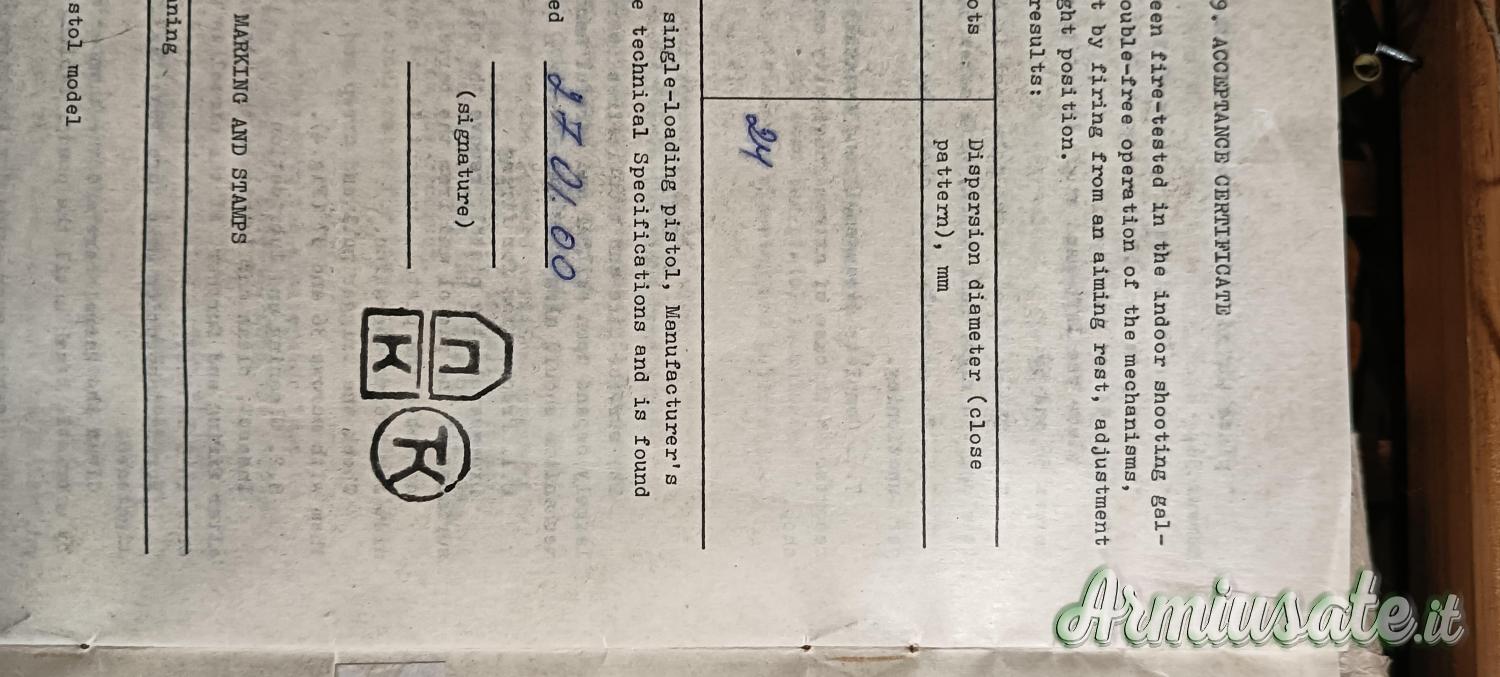 9. ACCEPTANCE CERTIFICATE
een fire-tested in the indoor shooting gal-
ouble-free operation of the mechanisms,
t by firing from an aiming rest, adjustment
ght position.
results:
ots
Dispersion diameter (close
pattern), mm
24
single-loading pistol, Manufacturer's
e technical Specifications and is found
ed 27 01.00
(signature)
П
К
ТК
MARKING AND STAMPS
ning
stol model
Armiusate.it